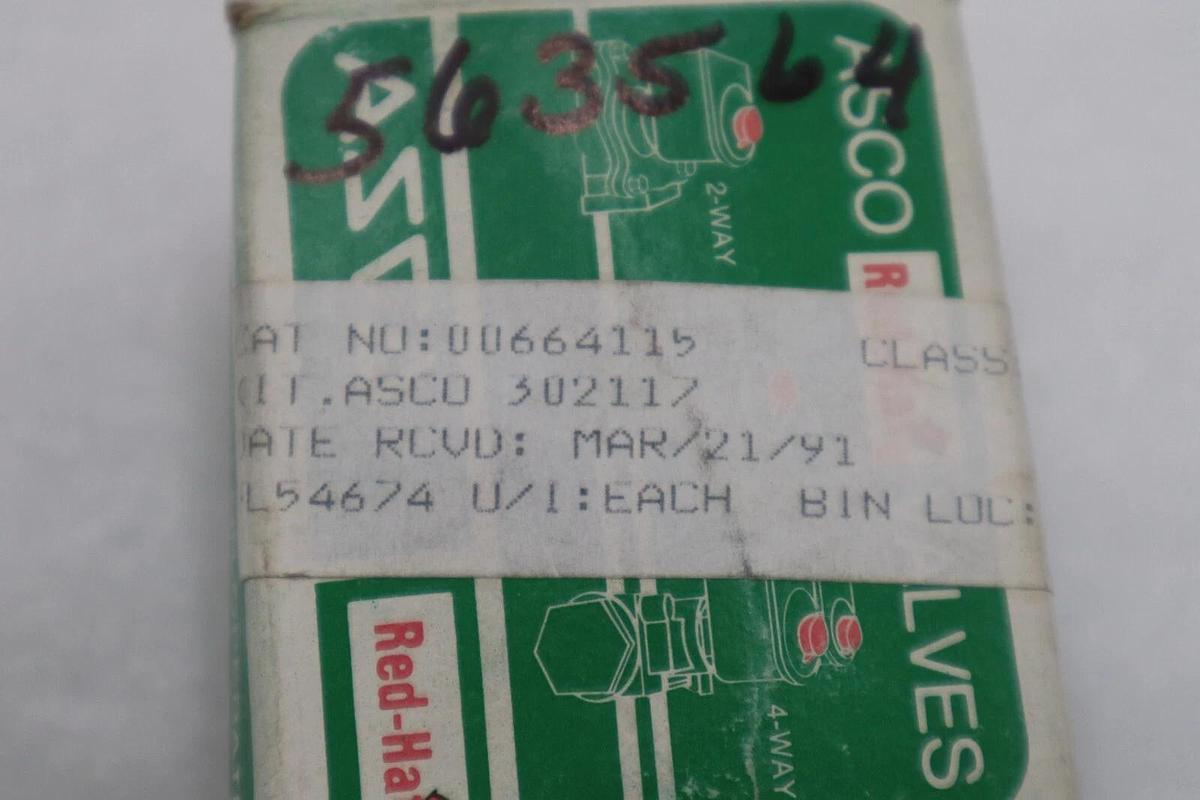 563564
ASCO
2-WAY
CAT NO:00664115 CLASS
KIT.ASCO 302117
DATE RCVD: MAR/21/91
L54674 U/I:EACH BIN LOC:
Red-Ha
4-WAY
LVES